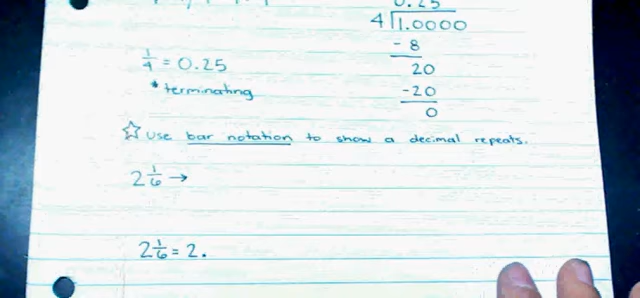 0.25
4 1.0000
- 8
20
1/4 = 0.25
-20
* terminating
0
☆ use bar notation to show a decimal repeats.
2 1/6 →
2 1/6 = 2.